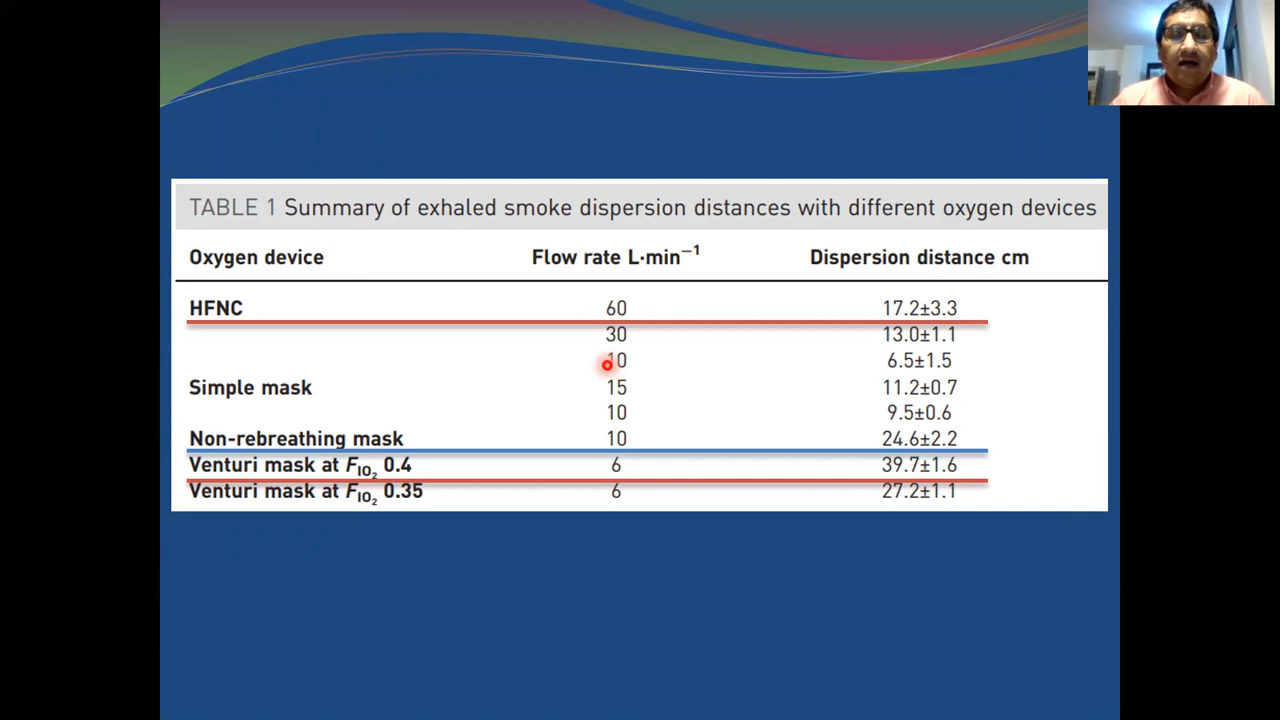 TABLE 1 Summary of exhaled smoke dispersion distances with different oxygen devices
Oxygen device Flow rate L·min⁻¹ Dispersion distance cm
HFNC 60 17.2±3.3
30 13.0±1.1
10 6.5±1.5
Simple mask 15 11.2±0.7
10 9.5±0.6
Non-rebreathing mask 10 24.6±2.2
Venturi mask at FIO₂ 0.4 6 39.7±1.6
Venturi mask at FIO₂ 0.35 6 27.2±1.1